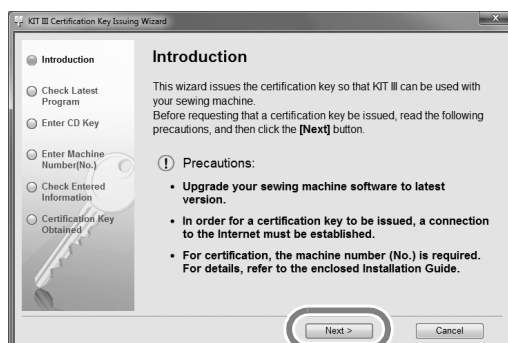 KIT III Certification Key Issuing Wizard
X
Introduction
Check Latest
Program
Enter CD Key
Enter Machine
Number(No.)
Check Entered
Information
Certification Key
Obtained
Introduction
This wizard issues the certification key so that KIT III can be used with
your sewing machine.
Before requesting that a certification key be issued, read the following
precautions, and then click the [Next] button.
! Precautions:
• Upgrade your sewing machine software to latest
version.
• In order for a certification key to be issued, a connection
to the Internet must be established.
• For certification, the machine number (No.) is required.
For details, refer to the enclosed Installation Guide.
Next >
Cancel